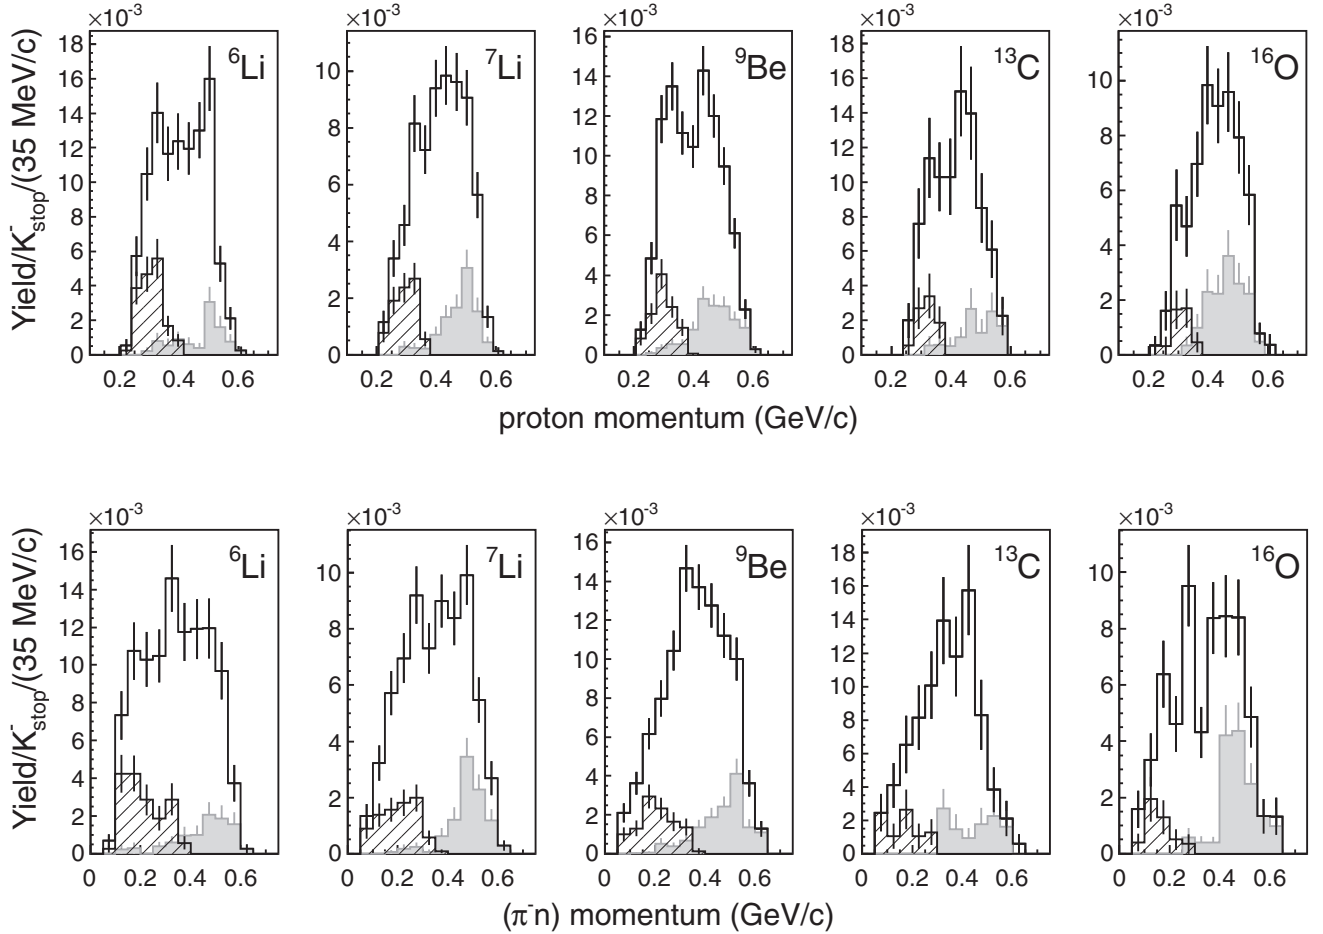 ×10⁻³ ×10⁻³ ×10⁻³ ×10⁻³ ×10⁻³
Yield/K⁻stop/(35 MeV/c)
⁶Li ⁷Li ⁹Be ¹³C ¹⁶O
18 16 14 12 10 8 6 4 2 0
10 8 6 4 2 0
16 14 12 10 8 6 4 2 0
18 16 14 12 10 8 6 4 2 0
10 8 6 4 2 0
0.2 0.4 0.6 0.2 0.4 0.6 0.2 0.4 0.6 0.2 0.4 0.6 0.2 0.4 0.6
proton momentum (GeV/c)
×10⁻³ ×10⁻³ ×10⁻³ ×10⁻³ ×10⁻³
Yield/K⁻stop/(35 MeV/c)
⁶Li ⁷Li ⁹Be ¹³C ¹⁶O
16 14 12 10 8 6 4 2 0
10 8 6 4 2 0
16 14 12 10 8 6 4 2 0
18 16 14 12 10 8 6 4 2 0
10 8 6 4 2 0
0 0.2 0.4 0.6 0 0.2 0.4 0.6 0 0.2 0.4 0.6 0 0.2 0.4 0.6 0 0.2 0.4 0.6
(π⁻n) momentum (GeV/c)